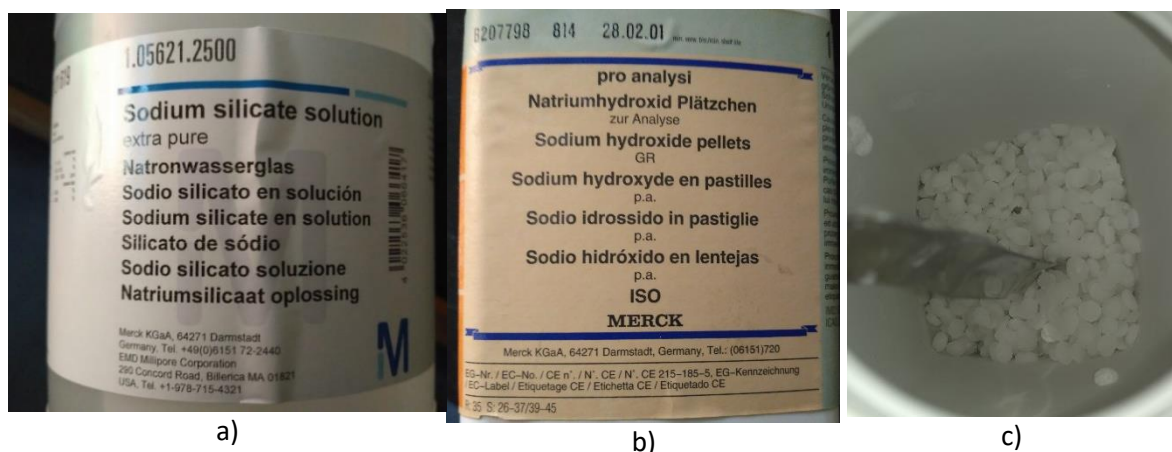 1.05621.2500
Sodium silicate solution
extra pure
Natronwasserglas
Sodio silicato en solución
Sodium silicate en solution
Silicato de sódio
Sodio silicato soluzione
Natriumsilicaat oplossing
Merck KGaA, 64271 Darmstadt
Germany, Tel. +49(0)6151 72-2440
EMD Millipore Corporation
290 Concord Road, Billerica MA 01821
USA, Tel. +1-978-715-4321
M
a)
B207798 814 28.02.01
pro analysi
Natriumhydroxid Plätzchen
zur Analyse
Sodium hydroxide pellets
GR
Sodium hydroxyde en pastilles
p.a.
Sodio idrossido in pastiglie
p.a.
Sodio hidróxido en lentejas
p.a.
ISO
MERCK
Merck KGaA, 64271 Darmstadt, Germany, Tel.: (06151)720
EG-Nr. / EC-No. / CE n°. / N°. CE / N°. CE 215-185-5, EG-Kennzeichnung
/ EC-Label / Etiquetage CE / Etichetta CE / Etiquetado CE
R: 35 S: 26-37/39-45
b)
c)